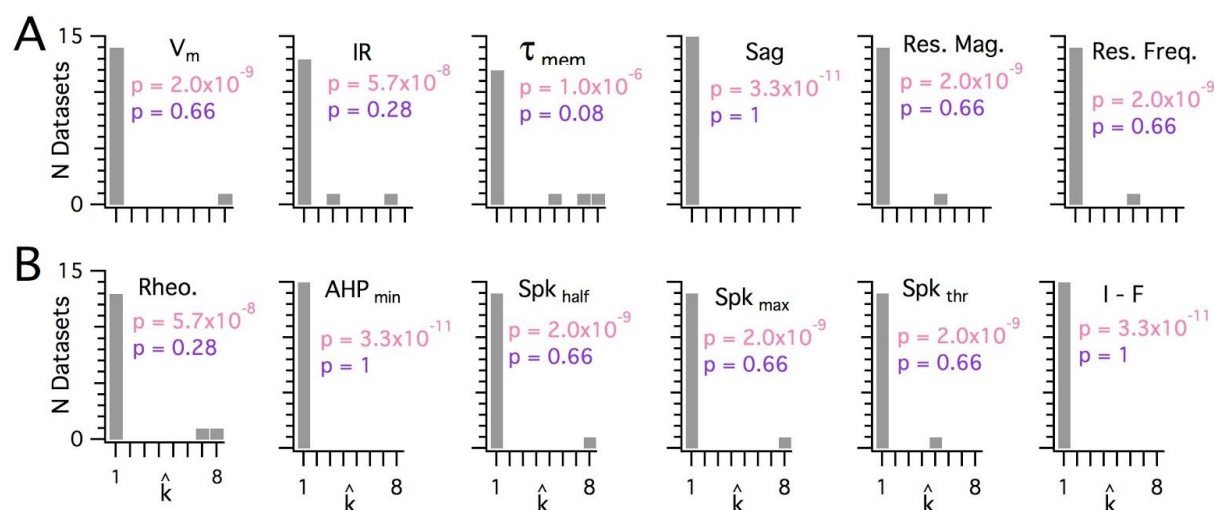 A
N Datasets
15
0
V m
p = 2.0x10 -9
p = 0.66
IR
p = 5.7x10 -8
p = 0.28
τ mem
p = 1.0x10 -6
p = 0.08
Sag
p = 3.3x10 -11
p = 1
Res. Mag.
p = 2.0x10 -9
p = 0.66
Res. Freq.
p = 2.0x10 -9
p = 0.66
B
N Datasets
15
0
Rheo.
p = 5.7x10 -8
p = 0.28
1 k̂ 8
AHP min
p = 3.3x10 -11
p = 1
1 k̂ 8
Spk half
p = 2.0x10 -9
p = 0.66
1 k̂ 8
Spk max
p = 2.0x10 -9
p = 0.66
1 k̂ 8
Spk thr
p = 2.0x10 -9
p = 0.66
1 k̂ 8
I - F
p = 3.3x10 -11
p = 1
1 k̂ 8